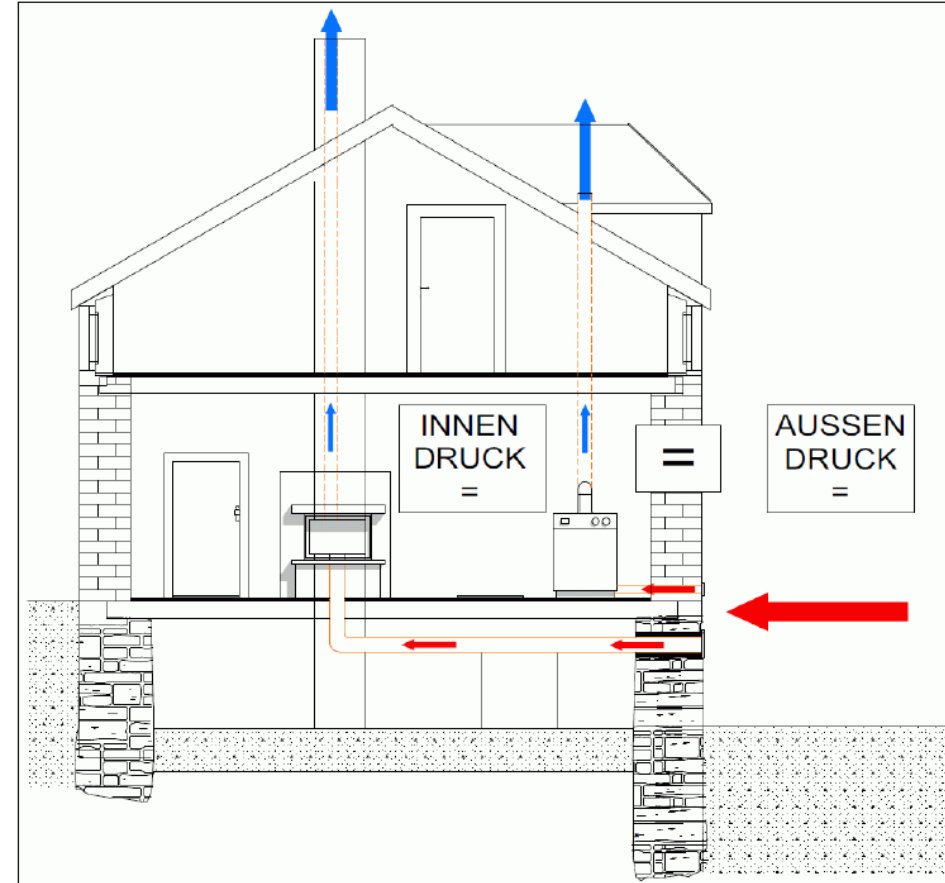 INNEN
DRUCK
=
=
AUSSEN
DRUCK
=